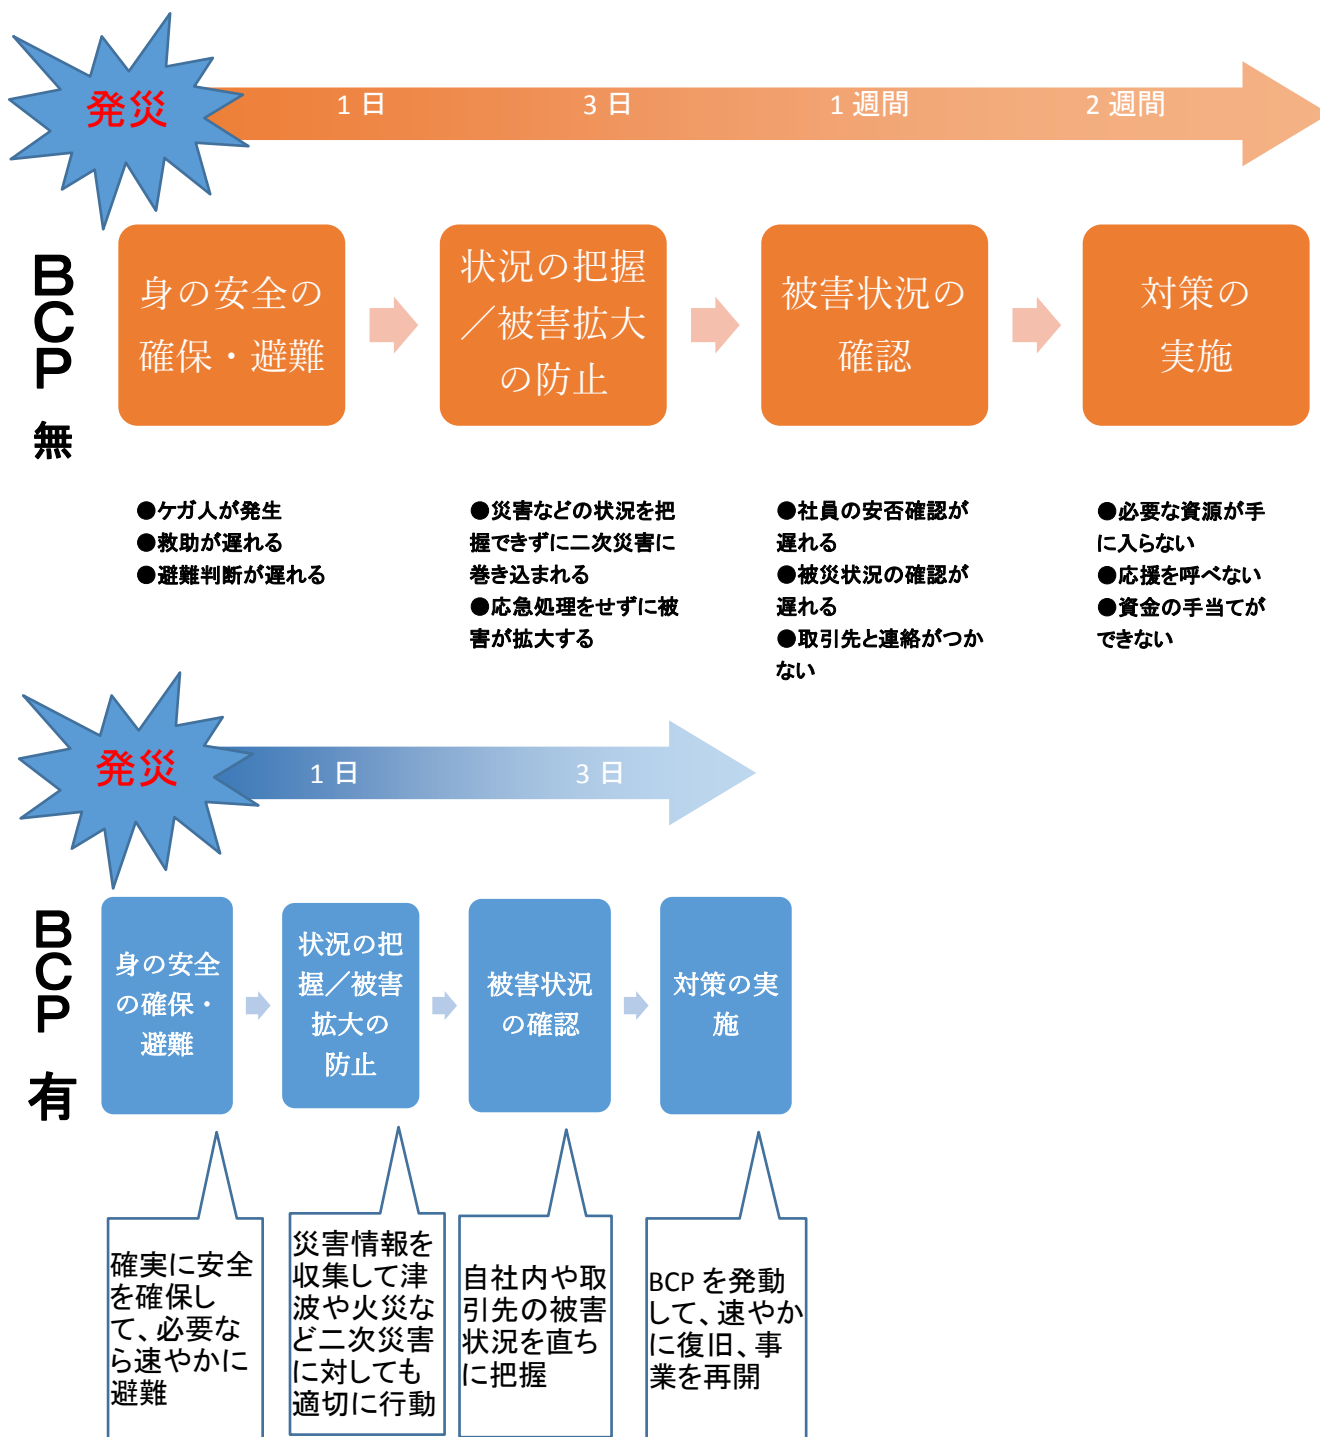 発災
1 日
3 日
1 週間
2 週間
BCP 無
身の安全の
確保・避難
状況の把握
／被害拡大
の防止
被害状況の
確認
対策の
実施
●ケガ人が発生
●救助が遅れる
●避難判断が遅れる
●災害などの状況を把
握できずに二次災害に
巻き込まれる
●応急処理をせずに被
害が拡大する
●社員の安否確認が
遅れる
●被災状況の確認が
遅れる
●取引先と連絡がつか
ない
●必要な資源が手
に入らない
●応援を呼べない
●資金の手当てが
できない
発災
1 日
3 日
BCP 有
身の安全
の確保・
避難
状況の把
握／被害
拡大の
防止
被害状況
の確認
対策の実
施
確実に安全
を確保し
て、必要な
ら速やかに
避難
災害情報を
収集して津
波や火災な
ど二次災害
に対しても
適切に行動
自社内や取
引先の被害
状況を直ち
に把握
BCP を発動
して、速やか
に復旧、事
業を再開